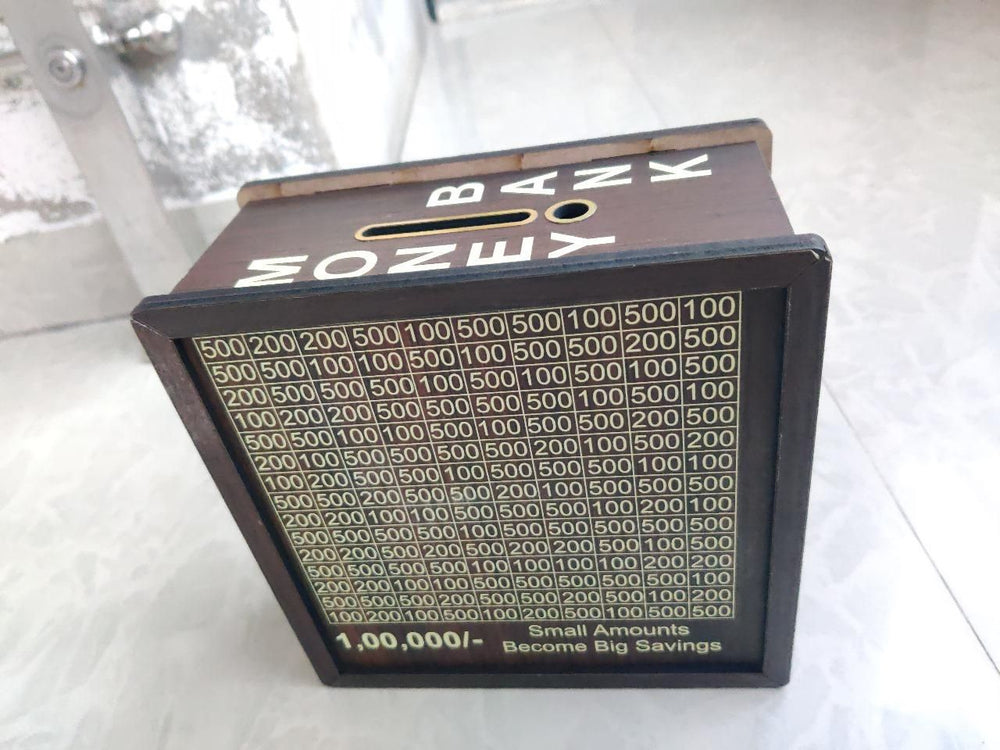 MONEY
BANK
500 200 200 500 100 500 500 100 500 100
500 500 100 100 500 100 500 500 200 500
200 500 500 500 100 500 100 500 100 500
100 200 200 500 500 500 500 100 500 100
500 500 100 100 500 100 500 500 200 500
200 100 500 500 500 500 200 100 500 200
100 200 500 500 100 500 500 500 100 100
500 500 200 500 500 200 100 500 500 500
200 200 100 100 500 500 500 100 200 100
500 500 500 500 100 500 500 500 500 500
200 200 500 200 500 200 200 500 100 500
500 500 500 500 100 100 100 100 200 200
200 200 100 100 500 500 500 500 500 100
500 500 500 200 500 500 200 500 100 200
100 200 100 500 100 200 500 100 500 500
1,00,000/-
Small Amounts
Become Big Savings